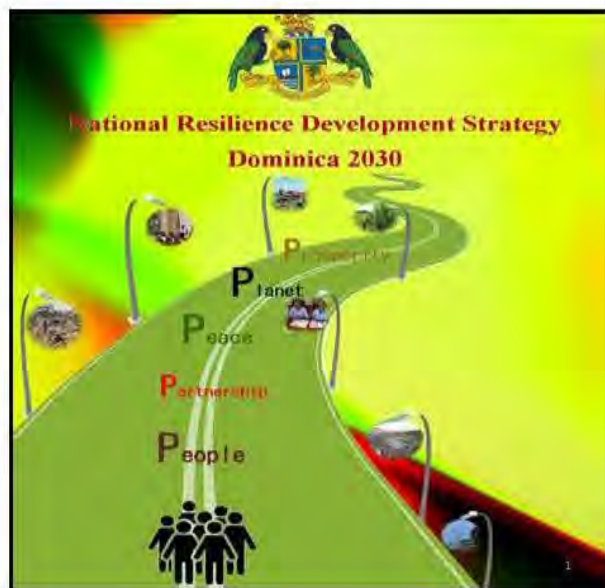 National Resilience Development Strategy
Dominica 2030
Prosperity
Planet
Peace
Partnership
People
1